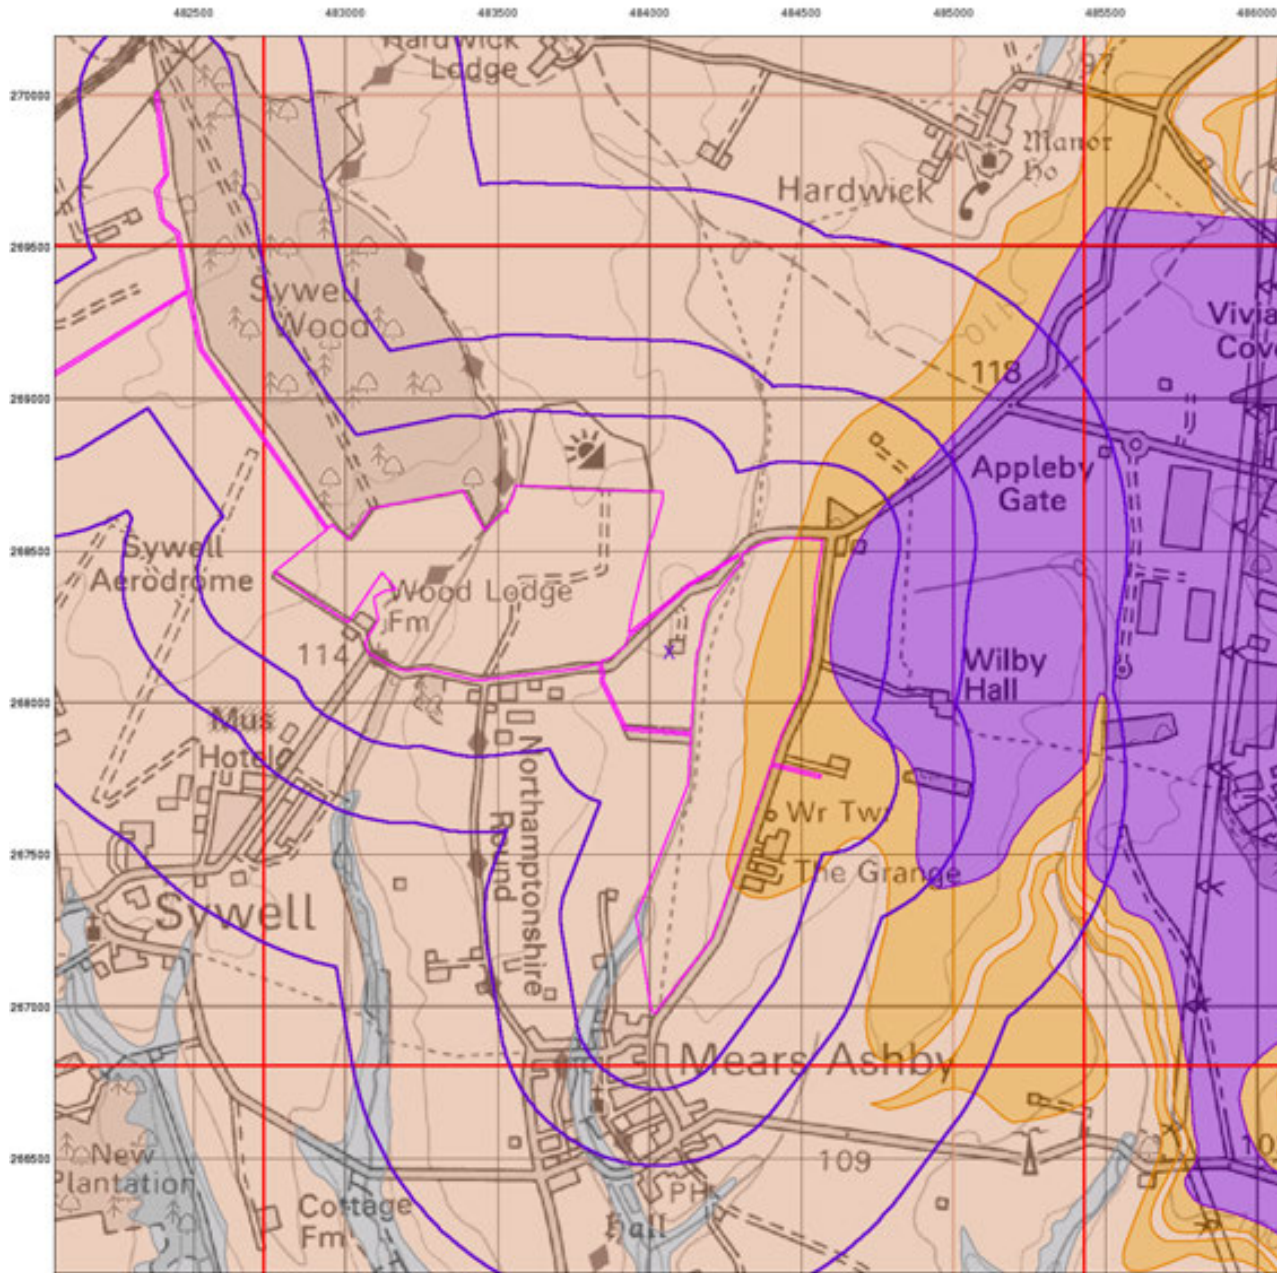 482500 483000 483500 484000 484500 485000 485500 486000
Hardwick
Lodge
97
270000
Manor
Ho
Hardwick
269500
Sywell
Wood
110
118
269000
Appleby
Gate
268500
Sywell
Aerodrome
Wood Lodge
Fm
114
X
Wilby
Hall
268000
Mus
Hotel
Northamptonshire
Round
Wr Twr
The Grange
267500
Sywell
267000
Mears Ashby
266500
New
Plantation
109
PH
Cottage
Fm
Hall